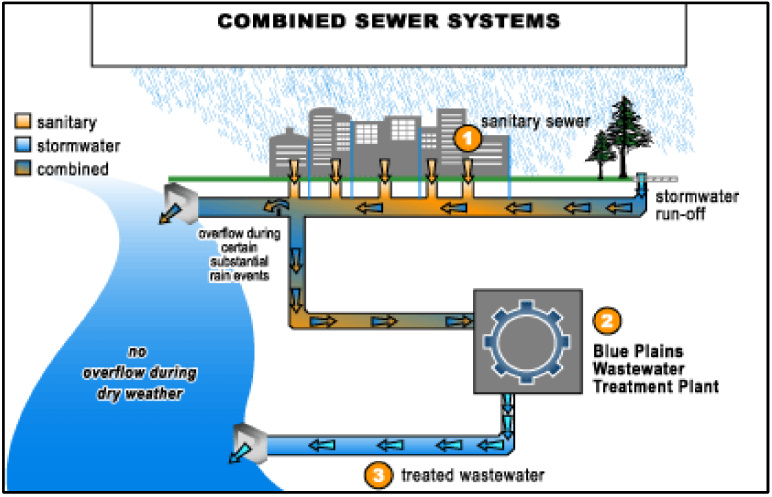 COMBINED SEWER SYSTEMS
sanitary
stormwater
combined
1
sanitary sewer
stormwater
run-off
overflow during
certain
substantial
rain events
no
overflow during
dry weather
2
Blue Plains
Wastewater
Treatment Plant
3 treated wastewater